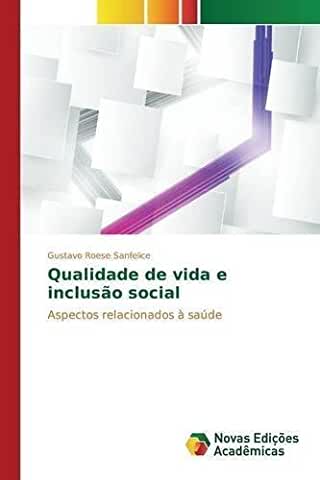 Gustavo Roese Sanfelice
Qualidade de vida e
inclusão social
Aspectos relacionados à saúde
Novas Edições
Acadêmicas